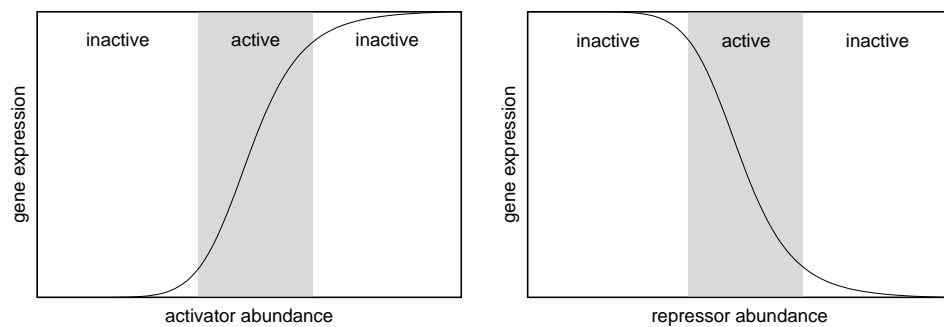 inactive
active
inactive
gene expression
activator abundance
inactive
active
inactive
gene expression
repressor abundance